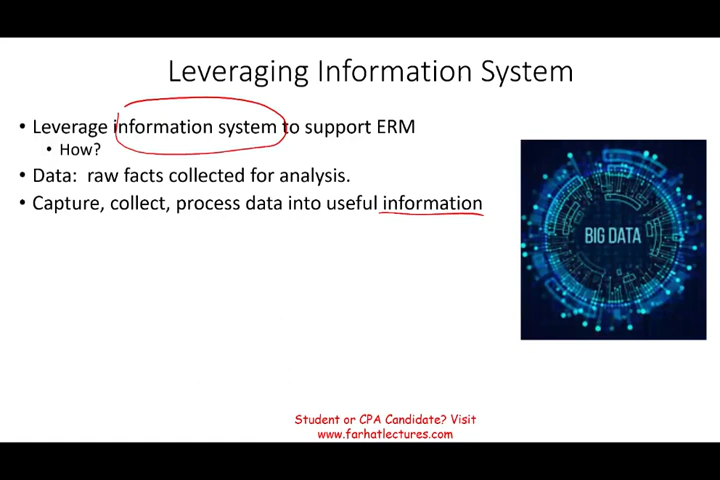 Leveraging Information System
• Leverage information system to support ERM
• How?
• Data: raw facts collected for analysis.
• Capture, collect, process data into useful information
BIG DATA
Student or CPA Candidate? Visit
www.farhatlectures.com